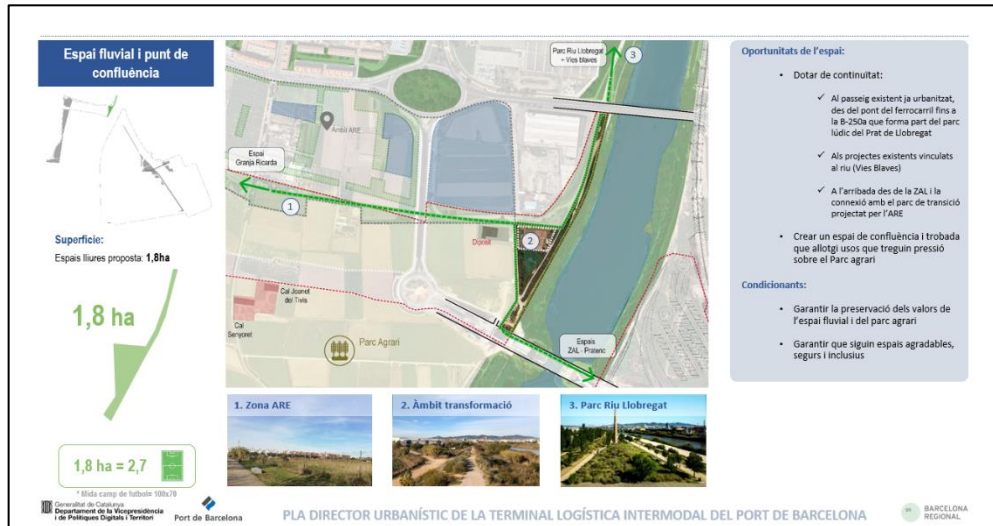 Espai fluvial i punt de
confluència
Superfície:
Espais lliures proposta: 1,8ha
1,8 ha
1,8 ha = 2,7
* Mida camp de futbol= 100x70
Parc Riu Llobregat
+ Vies blaves
3
Àmbit ARE
Espai
Granja Ricarda
1
2
Dipòsit
Cal Joanet
del Tivis
Cal
Senyoret
Parc Agrari
Espais
ZAL - Pratenc
1. Zona ARE
2. Àmbit transformació
3. Parc Riu Llobregat
Oportunitats de l'espai:
• Dotar de continuïtat:
✓ Al passeig existent ja urbanitzat,
des del pont del ferrocarril fins a
la B-250a que forma part del parc
lúdic del Prat de Llobregat
✓ Als projectes existents vinculats
al riu (Vies Blaves)
✓ A l'arribada des de la ZAL i la
connexió amb el parc de transició
projectat per l'ARE
• Crear un espai de confluència i trobada
que allotgi usos que treguin pressió
sobre el Parc agrari
Condicionants:
• Garantir la preservació dels valors de
l'espai fluvial i del parc agrari
• Garantir que siguin espais agradables,
segurs i inclusius
Generalitat de Catalunya
Departament de la Vicepresidència
i de Polítiques Digitals i Territori
Port de Barcelona
PLA DIRECTOR URBANÍSTIC DE LA TERMINAL LOGÍSTICA INTERMODAL DEL PORT DE BARCELONA
BARCELONA
REGIONAL